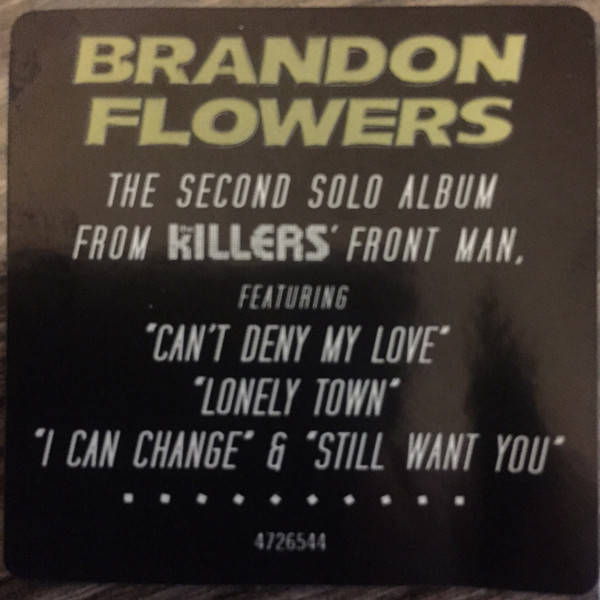 BRANDON
FLOWERS
THE SECOND SOLO ALBUM
FROM THE KILLERS' FRONT MAN,
FEATURING
"CAN'T DENY MY LOVE"
"LONELY TOWN"
"I CAN CHANGE" & "STILL WANT YOU"
4726544